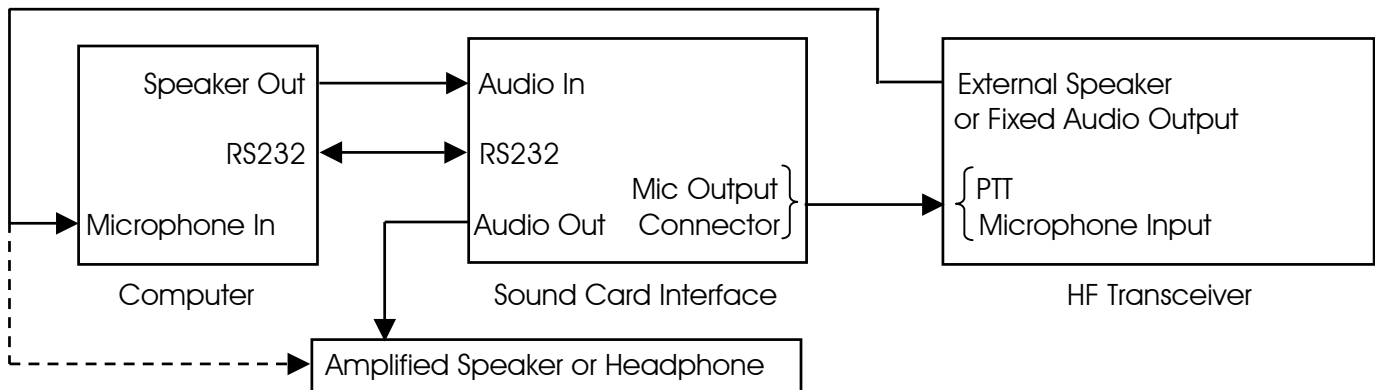 Speaker Out
RS232
Microphone In
Computer
Audio In
RS232
Audio Out
Mic Output
Connector
Sound Card Interface
External Speaker
or Fixed Audio Output
PTT
Microphone Input
HF Transceiver
Amplified Speaker or Headphone